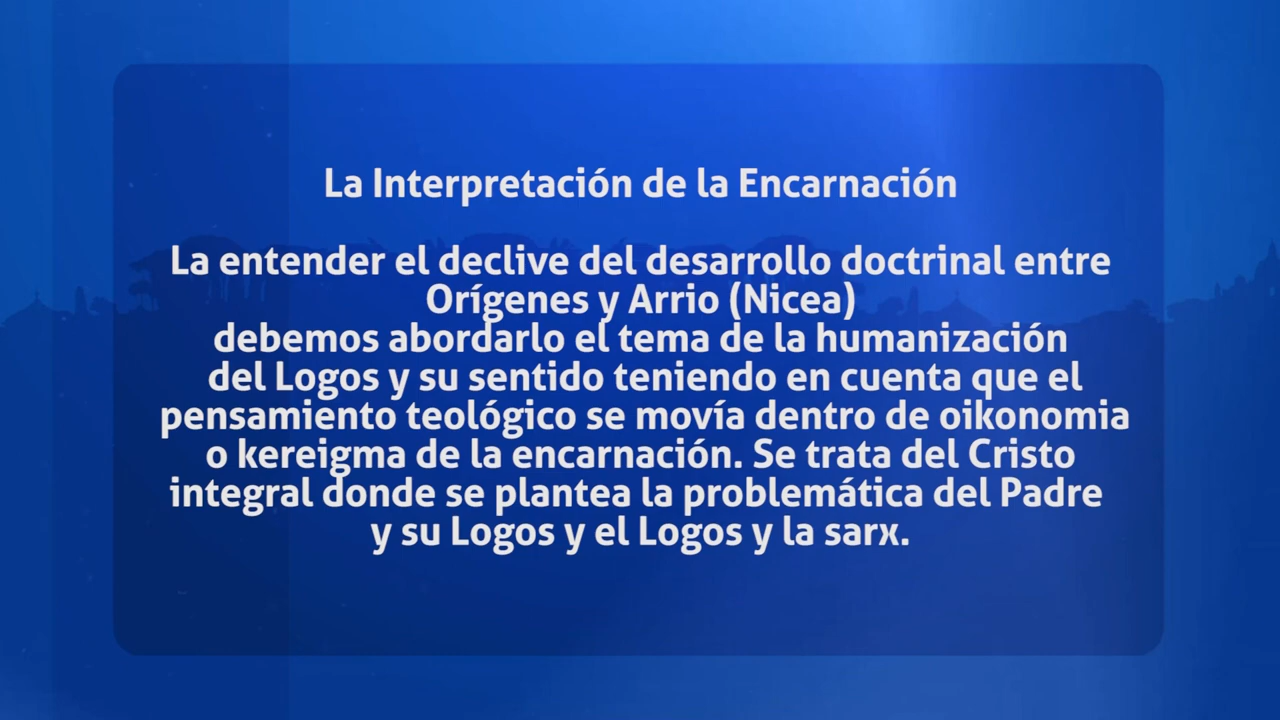 La Interpretación de la Encarnación
La entender el declive del desarrollo doctrinal entre
Orígenes y Arrio (Nicea)
debemos abordarlo el tema de la humanización
del Logos y su sentido teniendo en cuenta que el
pensamiento teológico se movía dentro de oikonomia
o kereigma de la encarnación. Se trata del Cristo
integral donde se plantea la problemática del Padre
y su Logos y el Logos y la sarx.